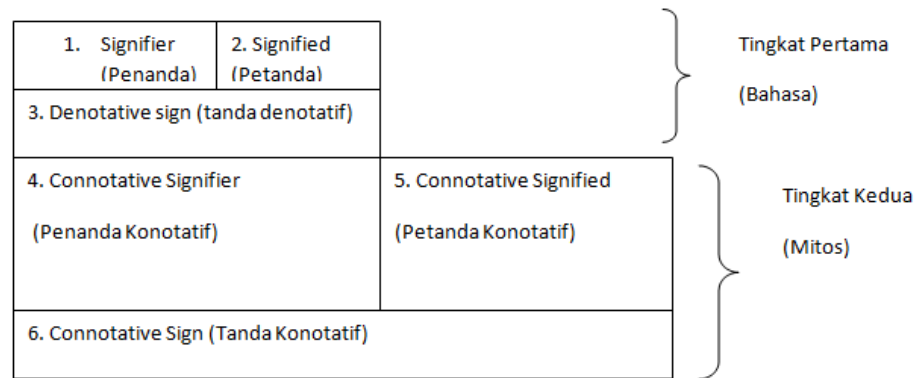 1. Signifier
(Penanda)
2. Signified
(Petanda)
Tingkat Pertama
(Bahasa)
3. Denotative sign (tanda denotatif)
4. Connotative Signifier
(Penanda Konotatif)
5. Connotative Signified
(Petanda Konotatif)
Tingkat Kedua
(Mitos)
6. Connotative Sign (Tanda Konotatif)